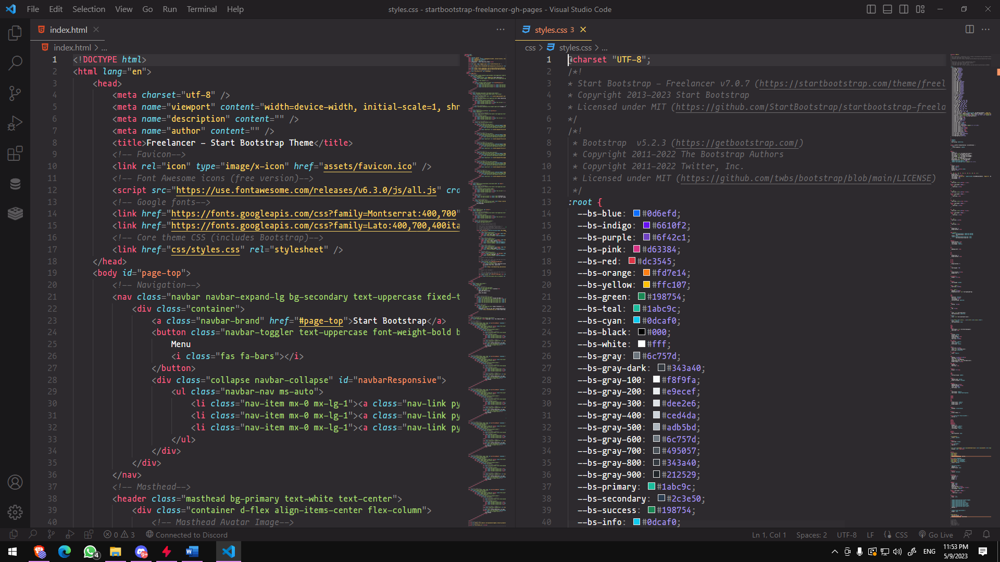 File Edit Selection View Go Run Terminal Help
styles.css - startbootstrap-freelancer-gh-pages - Visual Studio Code
index.html
index.html > ...
1 <!DOCTYPE html>
2 <html lang="en">
3 <head>
4 <meta charset="utf-8" />
5 <meta name="viewport" content="width=device-width, initial-scale=1, shr
6 <meta name="description" content="" />
7 <meta name="author" content="" />
8 <title>Freelancer - Start Bootstrap Theme</title>
9 <!-- Favicon-->
10 <link rel="icon" type="image/x-icon" href="assets/favicon.ico" />
11 <!-- Font Awesome icons (free version)-->
12 <script src="https://use.fontawesome.com/releases/v6.3.0/js/all.js" cro
13 <!-- Google fonts-->
14 <link href="https://fonts.googleapis.com/css?family=Montserrat:400,700"
15 <link href="https://fonts.googleapis.com/css?family=Lato:400,700,400ita
16 <!-- Core theme CSS (includes Bootstrap)-->
17 <link href="css/styles.css" rel="stylesheet" />
18 </head>
19 <body id="page-top">
20 <!-- Navigation-->
21 <nav class="navbar navbar-expand-lg bg-secondary text-uppercase fixed-t
22 <div class="container">
23 <a class="navbar-brand" href="#page-top">Start Bootstrap</a>
24 <button class="navbar-toggler text-uppercase font-weight-bold b
25 Menu
26 <i class="fas fa-bars"></i>
27 </button>
28 <div class="collapse navbar-collapse" id="navbarResponsive">
29 <ul class="navbar-nav ms-auto">
30 <li class="nav-item mx-0 mx-lg-1"><a class="nav-link py
31 <li class="nav-item mx-0 mx-lg-1"><a class="nav-link py
32 <li class="nav-item mx-0 mx-lg-1"><a class="nav-link py
33 </ul>
34 </div>
35 </div>
36 </nav>
37 <!-- Masthead-->
38 <header class="masthead bg-primary text-white text-center">
39 <div class="container d-flex align-items-center flex-column">
40 <!-- Masthead Avatar Image-->
styles.css 3
css > styles.css > ...
1 @charset "UTF-8";
2 /*!
3 * Start Bootstrap - Freelancer v7.0.7 (https://startbootstrap.com/theme/freel
4 * Copyright 2013-2023 Start Bootstrap
5 * Licensed under MIT (https://github.com/StartBootstrap/startbootstrap-freela
6 */
7 /*!
8 * Bootstrap  v5.2.3 (https://getbootstrap.com/)
9 * Copyright 2011-2022 The Bootstrap Authors
10 * Copyright 2011-2022 Twitter, Inc.
11 * Licensed under MIT (https://github.com/twbs/bootstrap/blob/main/LICENSE)
12 */
13 :root {
14 --bs-blue: #0d6efd;
15 --bs-indigo: #6610f2;
16 --bs-purple: #6f42c1;
17 --bs-pink: #d63384;
18 --bs-red: #dc3545;
19 --bs-orange: #fd7e14;
20 --bs-yellow: #ffc107;
21 --bs-green: #198754;
22 --bs-teal: #1abc9c;
23 --bs-cyan: #0dcaf0;
24 --bs-black: #000;
25 --bs-white: #fff;
26 --bs-gray: #6c757d;
27 --bs-gray-dark: #343a40;
28 --bs-gray-100: #f8f9fa;
29 --bs-gray-200: #e9ecef;
30 --bs-gray-300: #dee2e6;
31 --bs-gray-400: #ced4da;
32 --bs-gray-500: #adb5bd;
33 --bs-gray-600: #6c757d;
34 --bs-gray-700: #495057;
35 --bs-gray-800: #343a40;
36 --bs-gray-900: #212529;
37 --bs-primary: #1abc9c;
38 --bs-secondary: #2c3e50;
39 --bs-success: #198754;
40 --bs-info: #0dcaf0;
0 3 Connected to Discord
Ln 1, Col 1 Spaces: 2 UTF-8 LF CSS Go Live
4 9+ W ENG 11:53 PM
5/9/2023